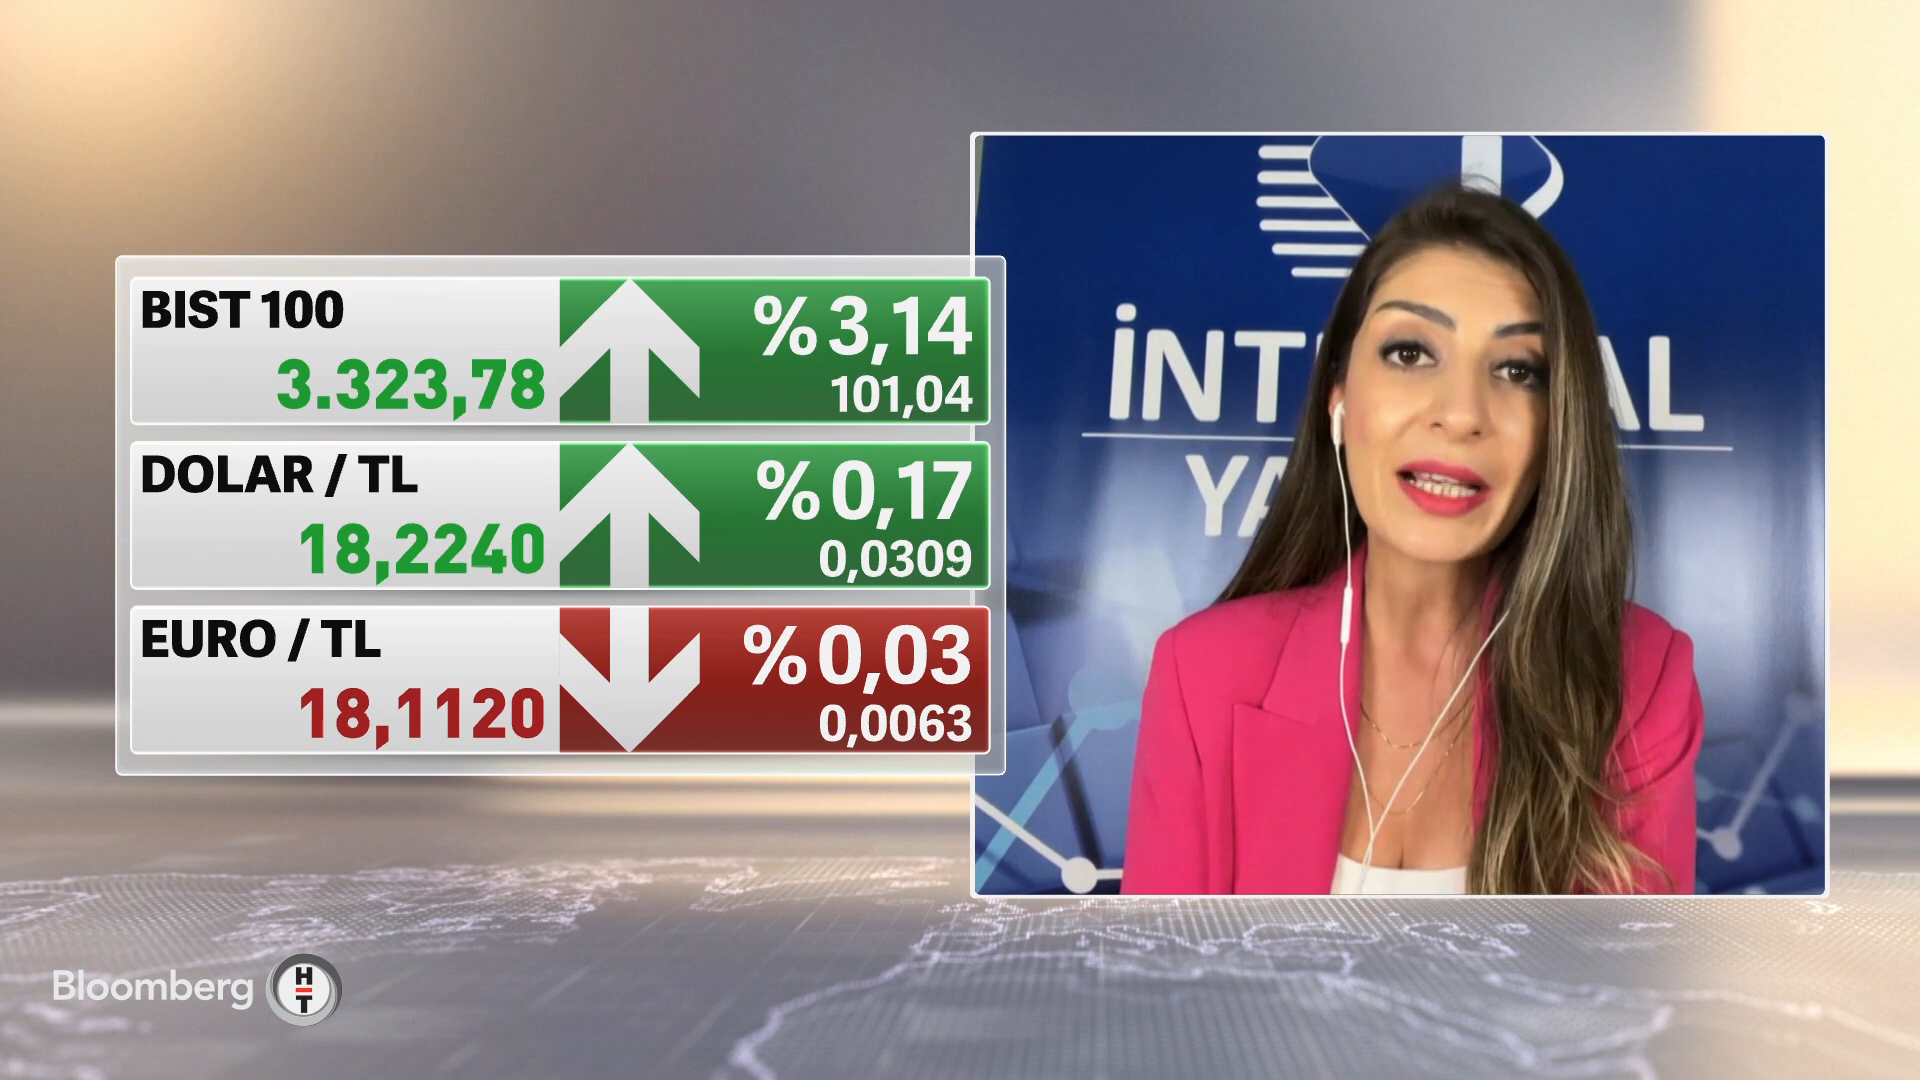 BIST 100
3.323,78
%3,14
101,04
DOLAR / TL
18,2240
%0,17
0,0309
EURO / TL
18,1120
%0,03
0,0063
Bloomberg HT